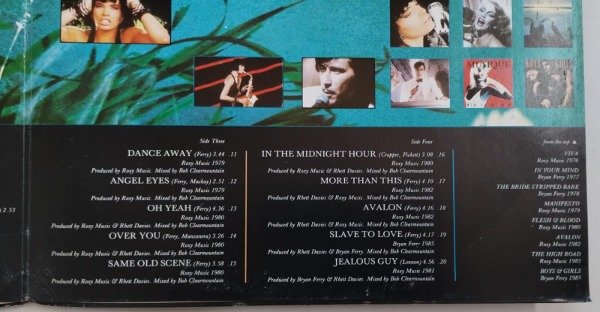 MUSIQUE
2.53
Side Three
DANCE AWAY (Ferry) 3.44 .11
Roxy Music 1979
Produced by Roxy Music. Mixed by Bob Clearmountain
ANGEL EYES (Ferry, Mackay) 2.51 .12
Roxy Music 1979
Produced by Roxy Music. Mixed by Bob Clearmountain
OH YEAH (Ferry) 4.36 .13
Roxy Music 1980
Produced by Roxy Music & Rhett Davies. Mixed by Bob Clearmountain
OVER YOU (Ferry, Manzanera) 3.26 .14
Roxy Music 1980
Produced by Roxy Music & Rhett Davies. Mixed by Bob Clearmountain
SAME OLD SCENE (Ferry) 3.56 .15
Roxy Music 1980
Produced by Roxy Music & Rhett Davies. Mixed by Bob Clearmountain
Side Four
IN THE MIDNIGHT HOUR (Cropper, Pickett) 3.08 .16
Roxy Music 1980
Produced by Roxy Music & Rhett Davies. Mixed by Bob Clearmountain
MORE THAN THIS (Ferry) 4.10 .17
Roxy Music 1982
Produced by Roxy Music & Rhett Davies. Mixed by Bob Clearmountain
AVALON (Ferry) 4.16 .18
Roxy Music 1982
Produced by Roxy Music & Rhett Davies. Mixed by Bob Clearmountain
SLAVE TO LOVE (Ferry) 4.17 .19
Bryan Ferry 1985
Produced by Rhett Davies & Bryan Ferry. Mixed by Bob Clearmountain
JEALOUS GUY (Lennon) 4.56 .20
Roxy Music 1981
Produced by Bryan Ferry & Rhett Davies. Mixed by Bob Clearmountain
from the top ▲
VIVA
Roxy Music 1976
IN YOUR MIND
Bryan Ferry 1977
THE BRIDE STRIPPED BARE
Bryan Ferry 1978
MANIFESTO
Roxy Music 1979
FLESH & BLOOD
Roxy Music 1980
AVALON
Roxy Music 1982
THE HIGH ROAD
Roxy Music 1983
BOYS & GIRLS
Bryan Ferry 1985